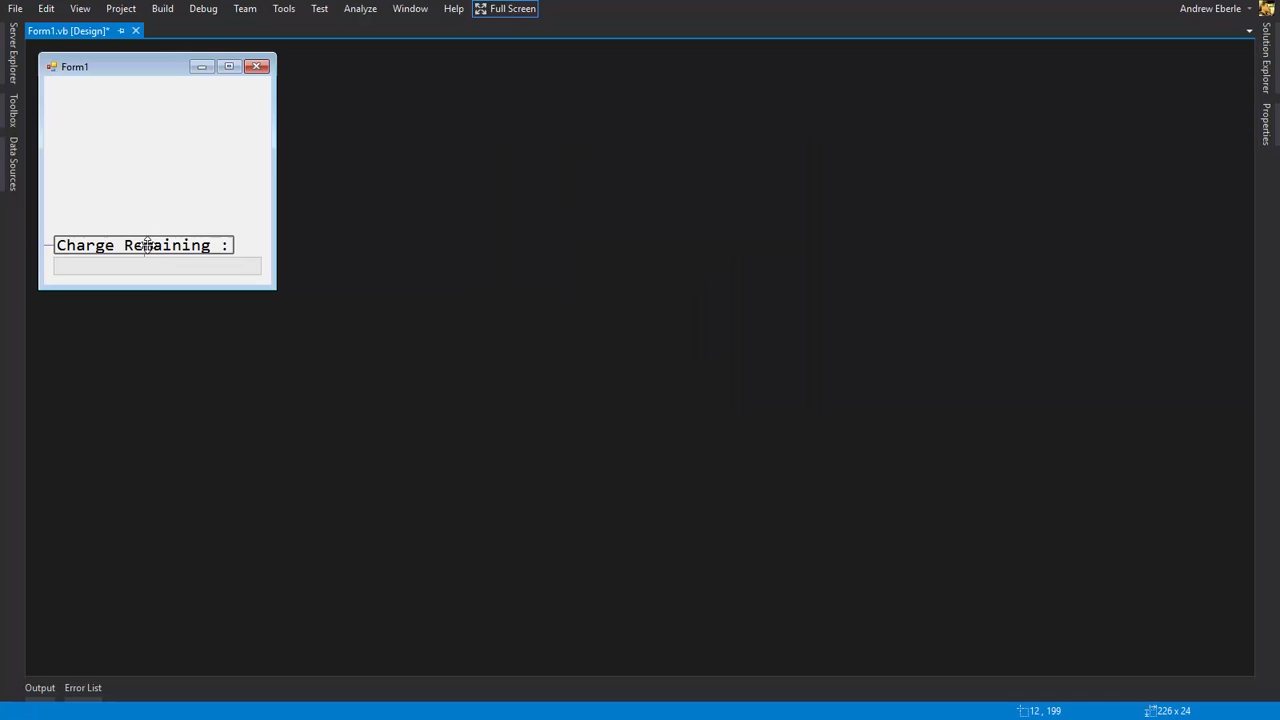 File Edit View Project Build Debug Team Tools Test Analyze Window Help Full Screen Andrew Eberle
Form1.vb [Design]*
Server Explorer
Toolbox
Data Sources
Form1
Charge Remaining :
Solution Explorer
Properties
Output Error List
12 , 199 226 x 24